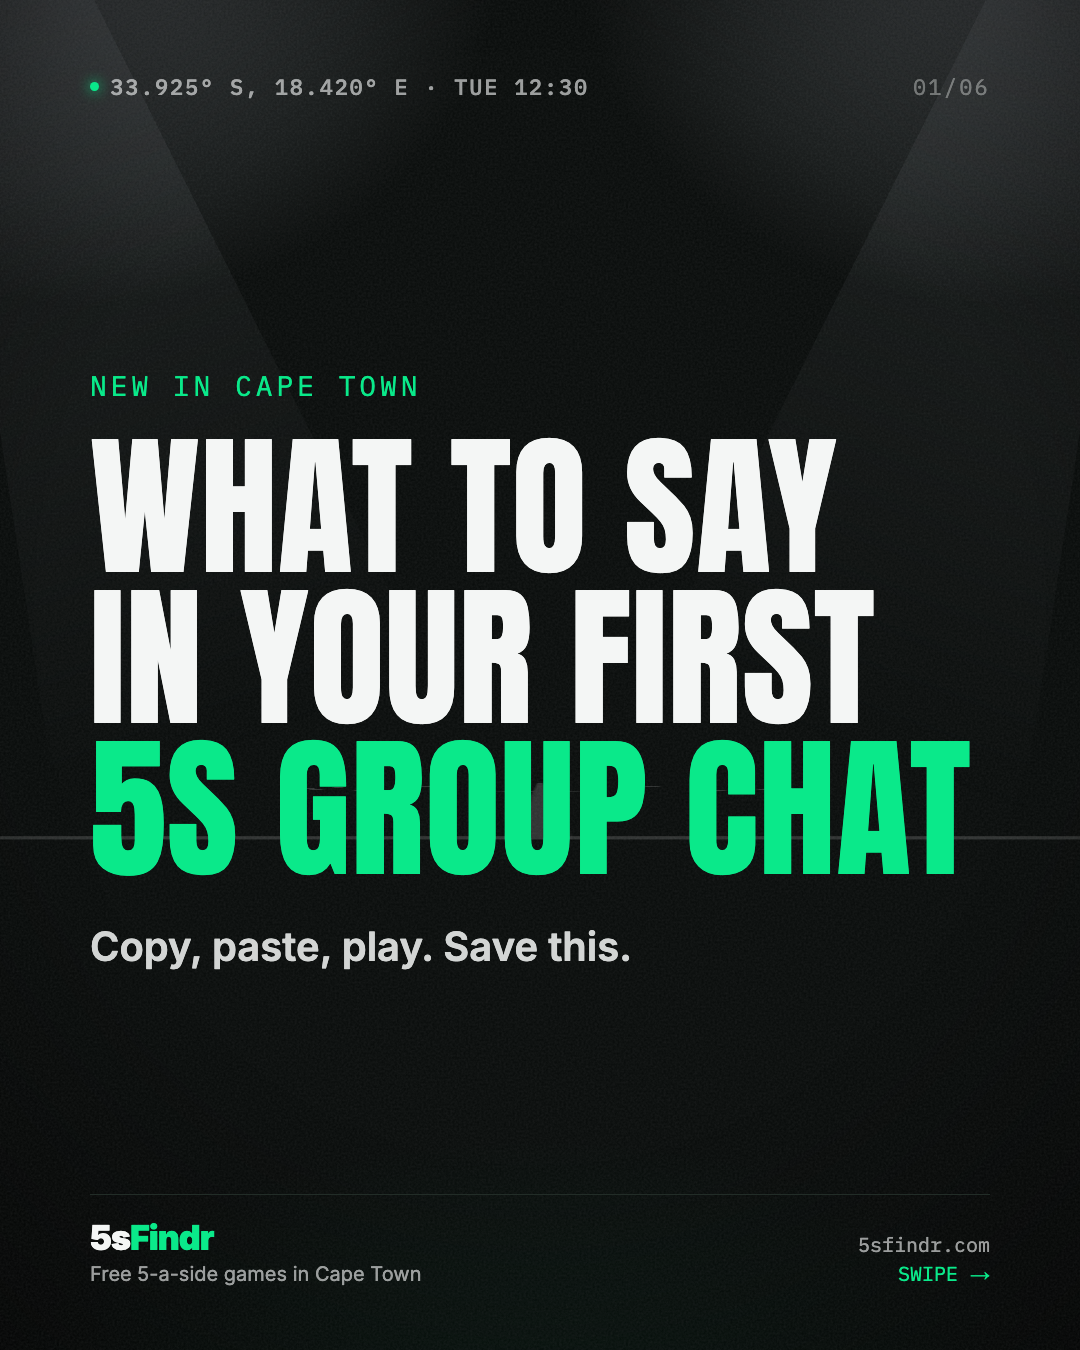 33.925° S, 18.420° E · TUE 12:30
01/06
NEW IN CAPE TOWN
WHAT TO SAY
IN YOUR FIRST
5S GROUP CHAT
Copy, paste, play. Save this.
5sFindr
Free 5-a-side games in Cape Town
5sfindr.com
SWIPE →